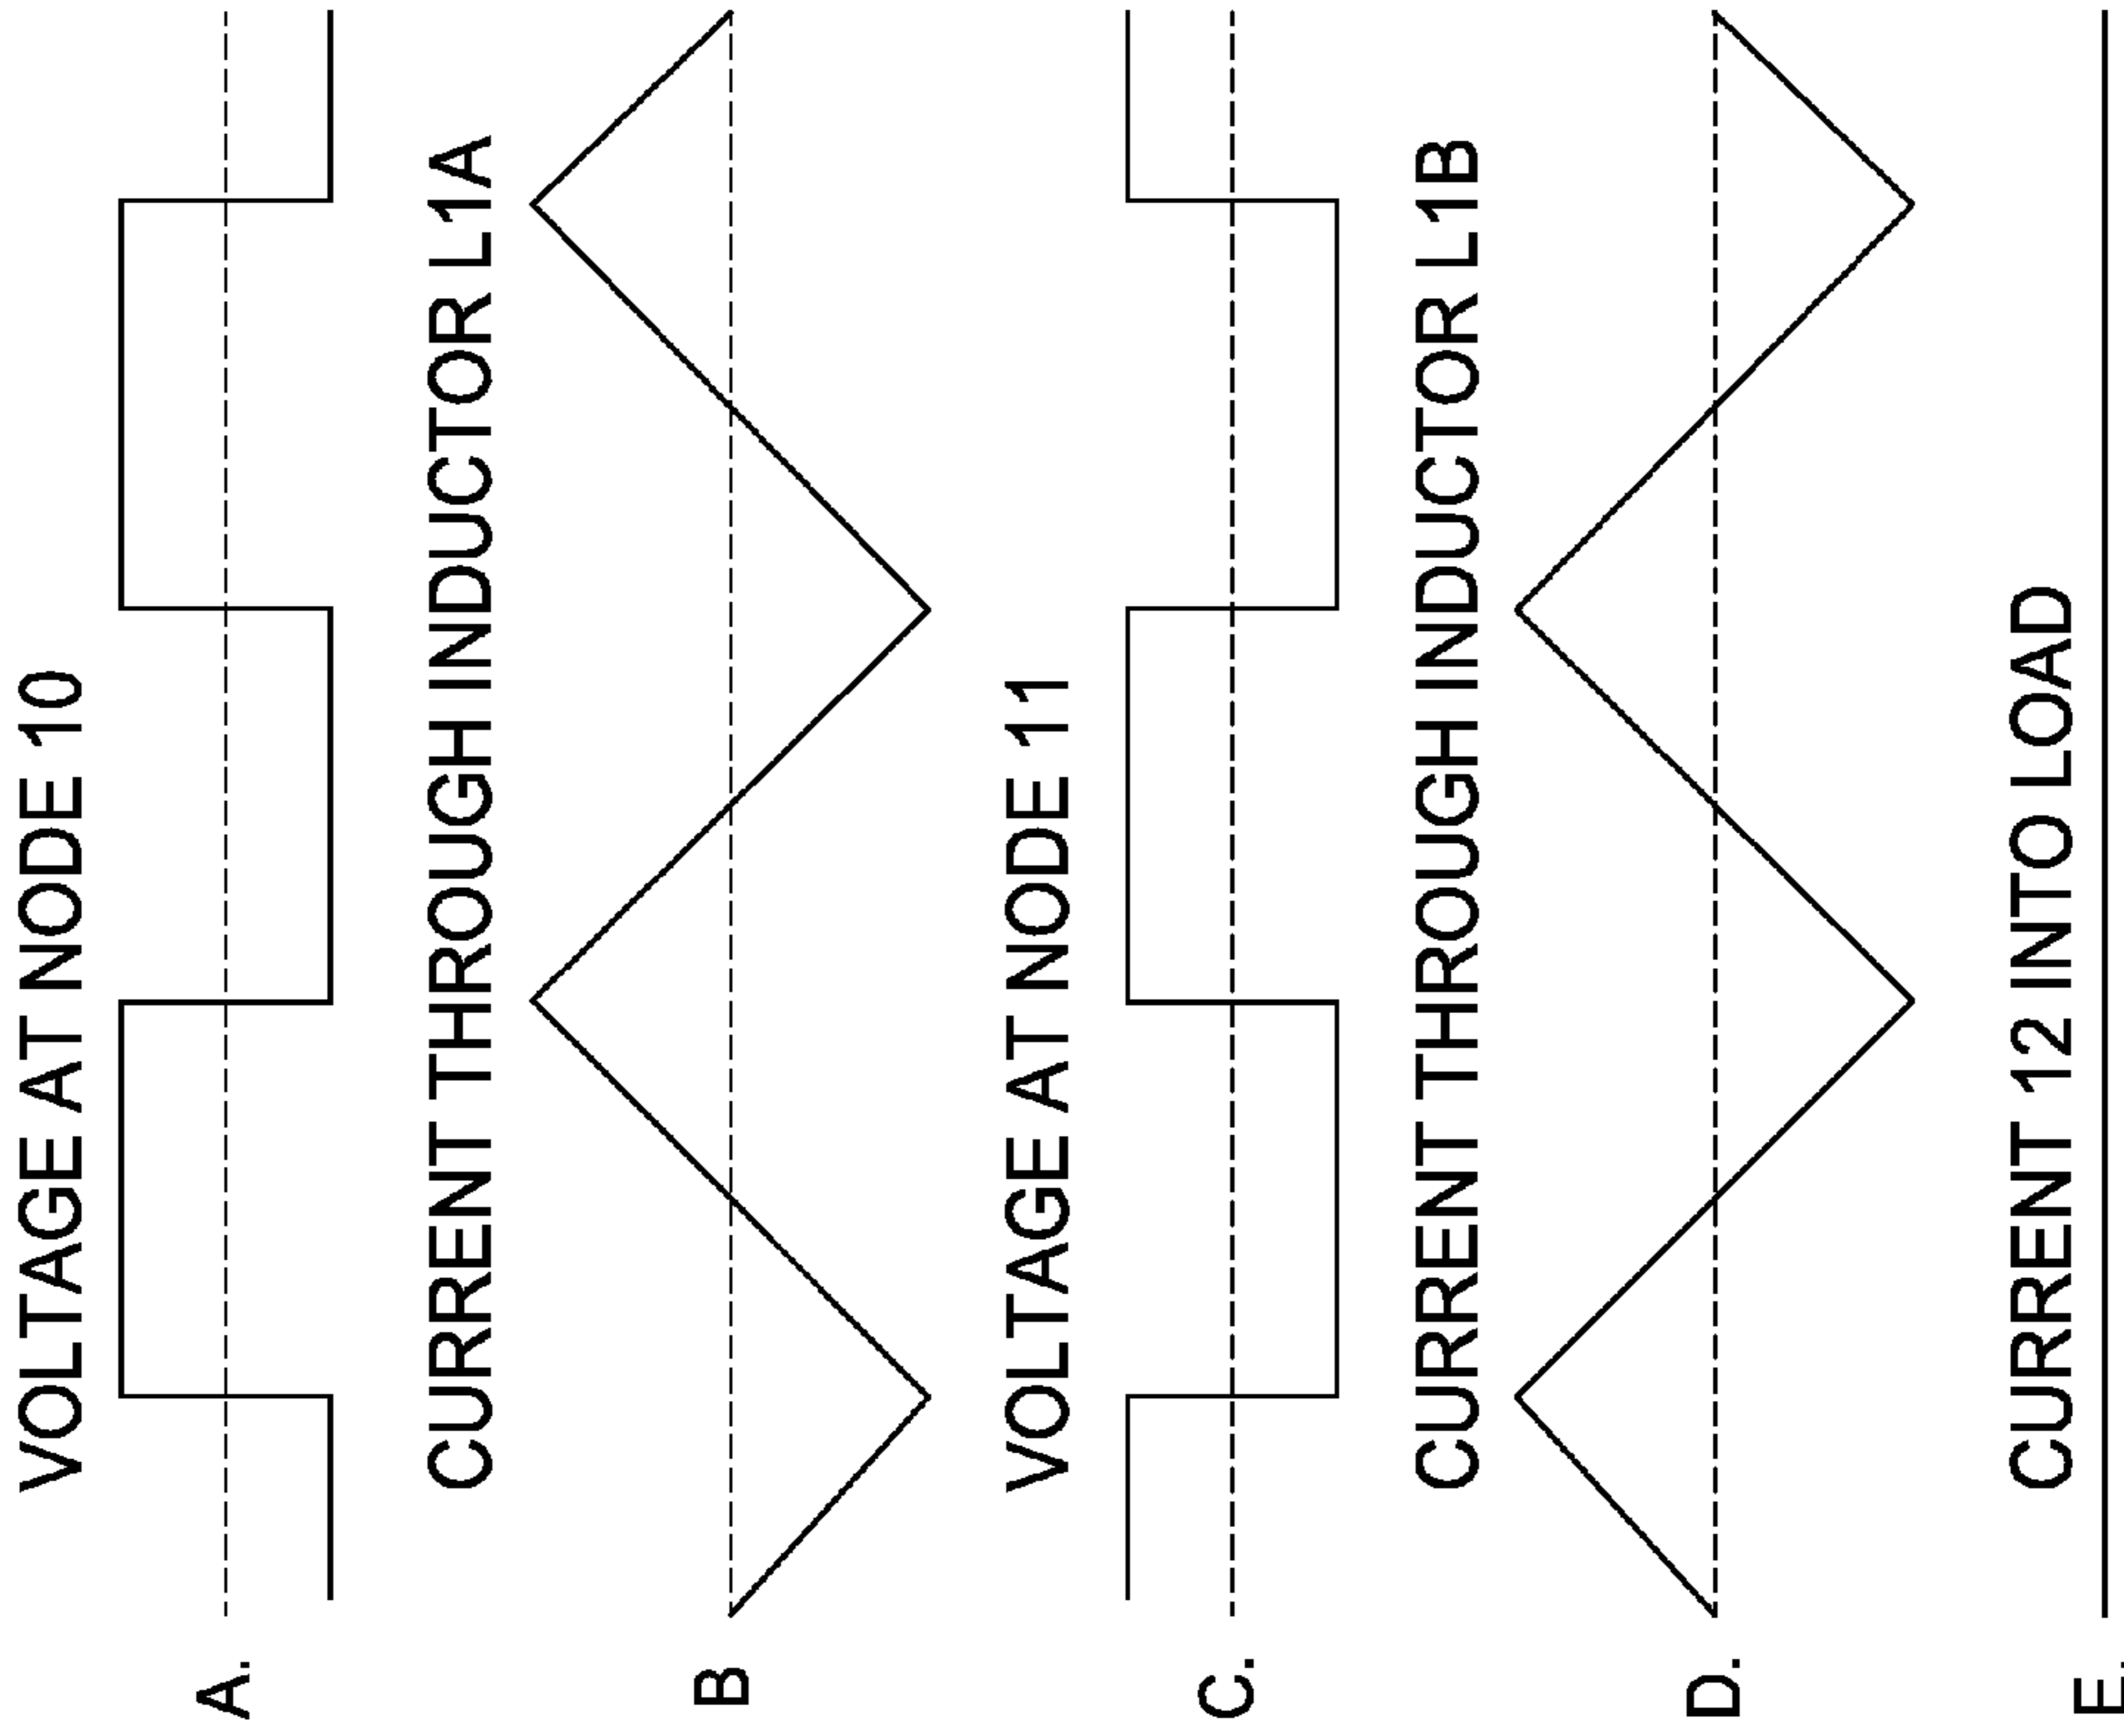 VOLTAGE AT NODE 10
A.
CURRENT THROUGH INDUCTOR L1A
B
VOLTAGE AT NODE 11
C.
CURRENT THROUGH INDUCTOR L1B
D.
CURRENT 12 INTO LOAD
E.